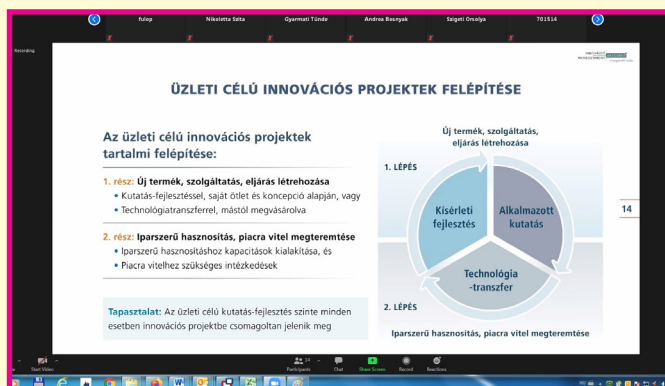 fulop
Nikoletta Szita
Gyarmati Tünde
Andrea Bosnyak
Szigeti Orsolya
701514
Recording
ÜZLETI CÉLÚ INNOVÁCIÓS PROJEKTEK FELÉPÍTÉSE
Az üzleti célú innovációs projektek
tartalmi felépítése:
1. rész: Új termék, szolgáltatás, eljárás létrehozása
• Kutatás-fejlesztéssel, saját ötlet és koncepció alapján, vagy
• Technológiatranszferrel, mástól megvásárolva
2. rész: Iparszerű hasznosítás, piacra vitel megteremtése
• Iparszerű hasznosításhoz kapacitások kialakítása, és
• Piacra vitelhez szükséges intézkedések
Tapasztalat: Az üzleti célú kutatás-fejlesztés szinte minden
esetben innovációs projektbe csomagoltan jelenik meg
Új termék, szolgáltatás,
eljárás létrehozása
1. LÉPÉS
Kísérleti
fejlesztés
Alkalmazott
kutatás
Technológia
-transzfer
2. LÉPÉS
Iparszerű hasznosítás, piacra vitel megteremtése
14
Start Video
14
Participants
Chat
Share Screen
Record
Reactions